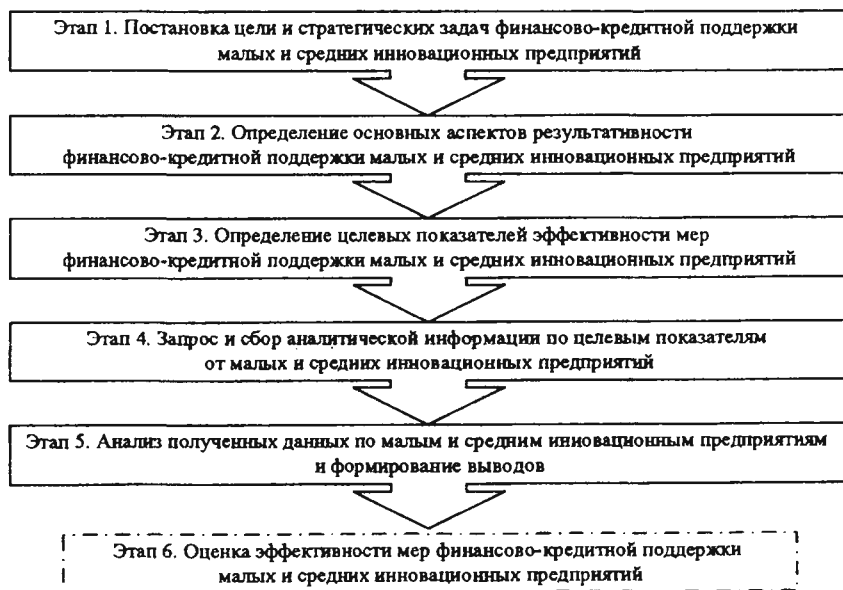 Этап 1. Постановка цели и стратегических задач финансово-кредитной поддержки
малых и средних инновационных предприятий
Этап 2. Определение основных аспектов результативности
финансово-кредитной поддержки малых и средних инновационных предприятий
Этап 3. Определение целевых показателей эффективности мер
финансово-кредитной поддержки малых и средних инновационных предприятий
Этап 4. Запрос и сбор аналитической информации по целевым показателям
от малых и средних инновационных предприятий
Этап 5. Анализ полученных данных по малым и средним инновационным предприятиям
и формирование выводов
Этап 6. Оценка эффективности мер финансово-кредитной поддержки
малых и средних инновационных предприятий